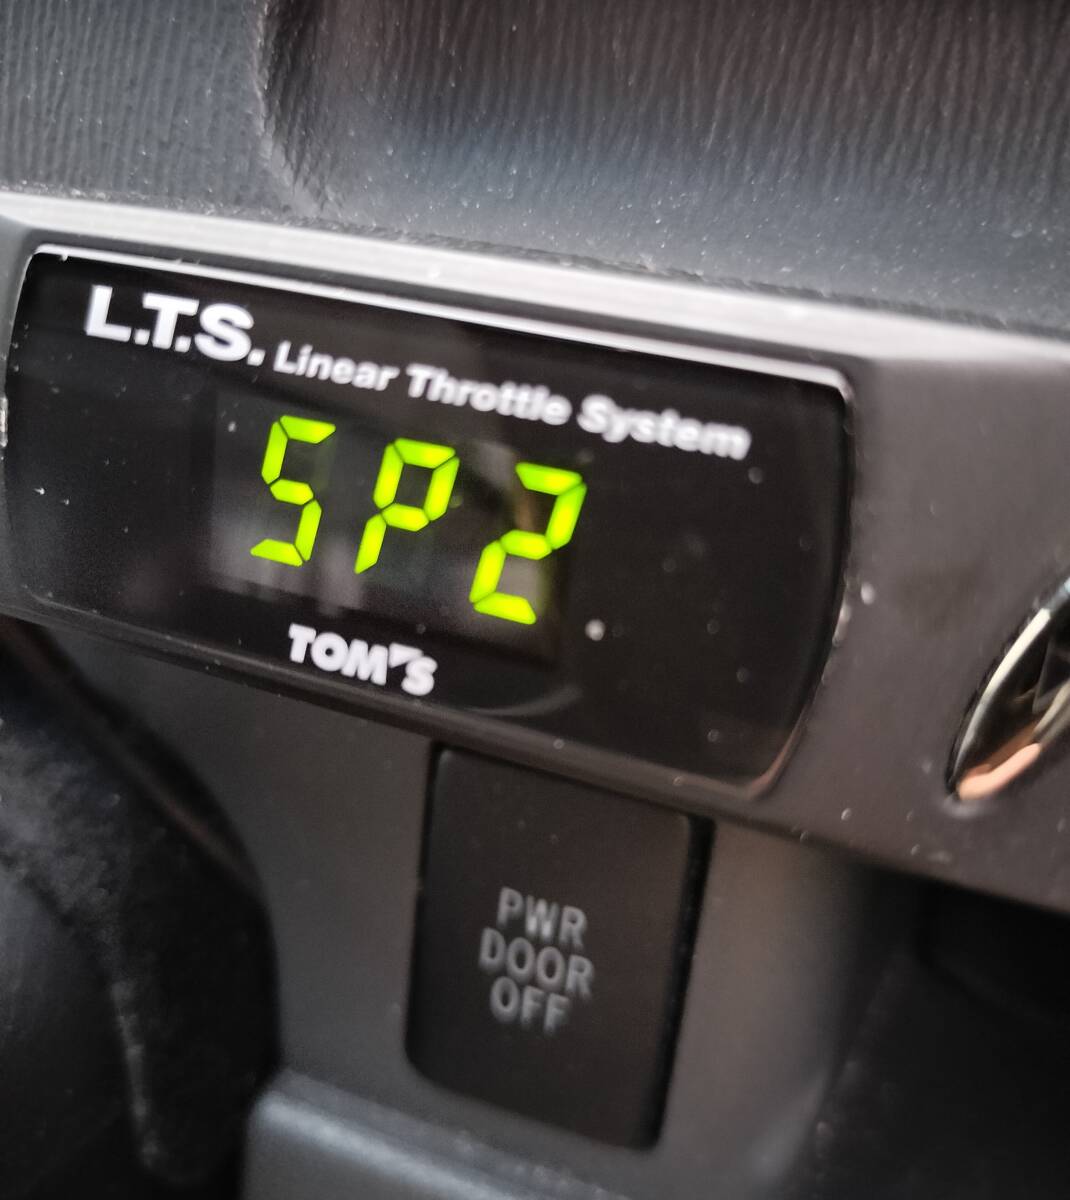 L.T.S. Linear Throttle System
SP2
TOM'S
PWR
DOOR
OFF